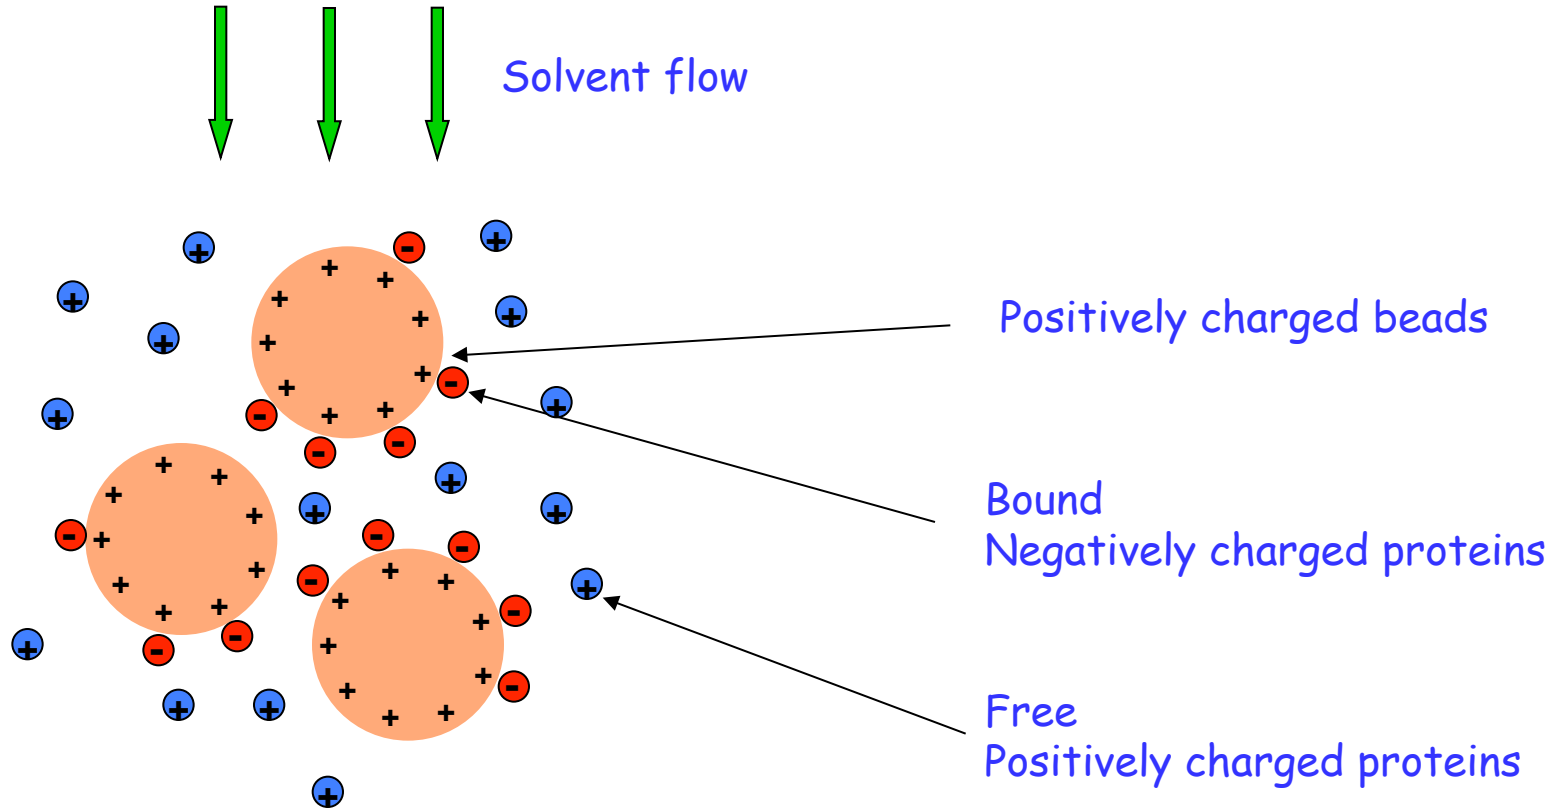 Solvent flow
Positively charged beads
Bound
Negatively charged proteins
Free
Positively charged proteins